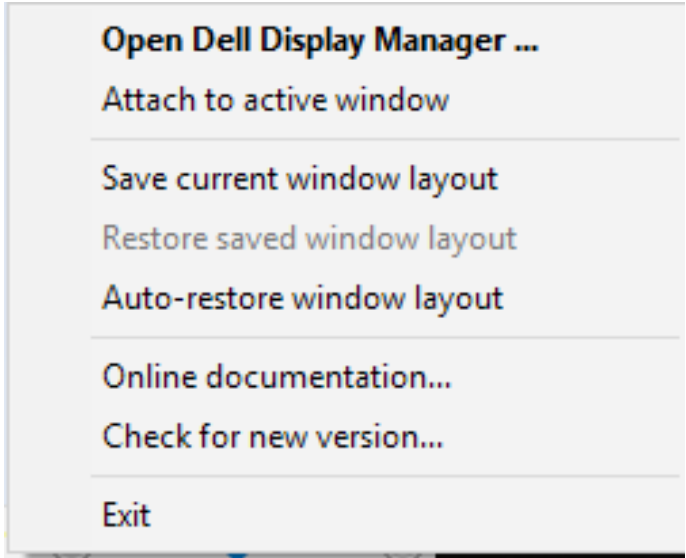 Open Dell Display Manager ...
Attach to active window
Save current window layout
Restore saved window layout
Auto-restore window layout
Online documentation...
Check for new version...
Exit